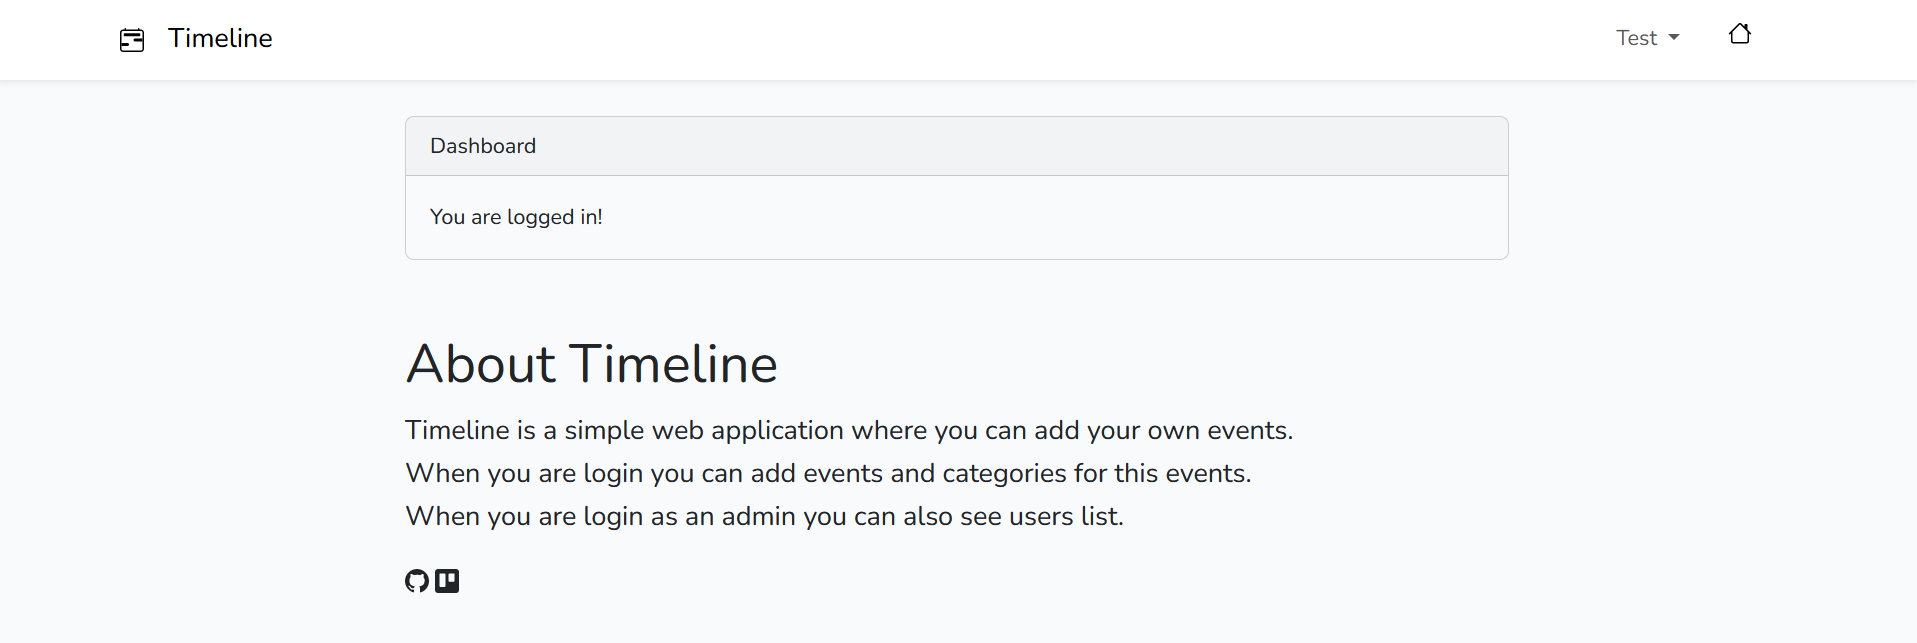 Timeline
Test
Dashboard
You are logged in!
About Timeline
Timeline is a simple web application where you can add your own events.
When you are login you can add events and categories for this events.
When you are login as an admin you can also see users list.